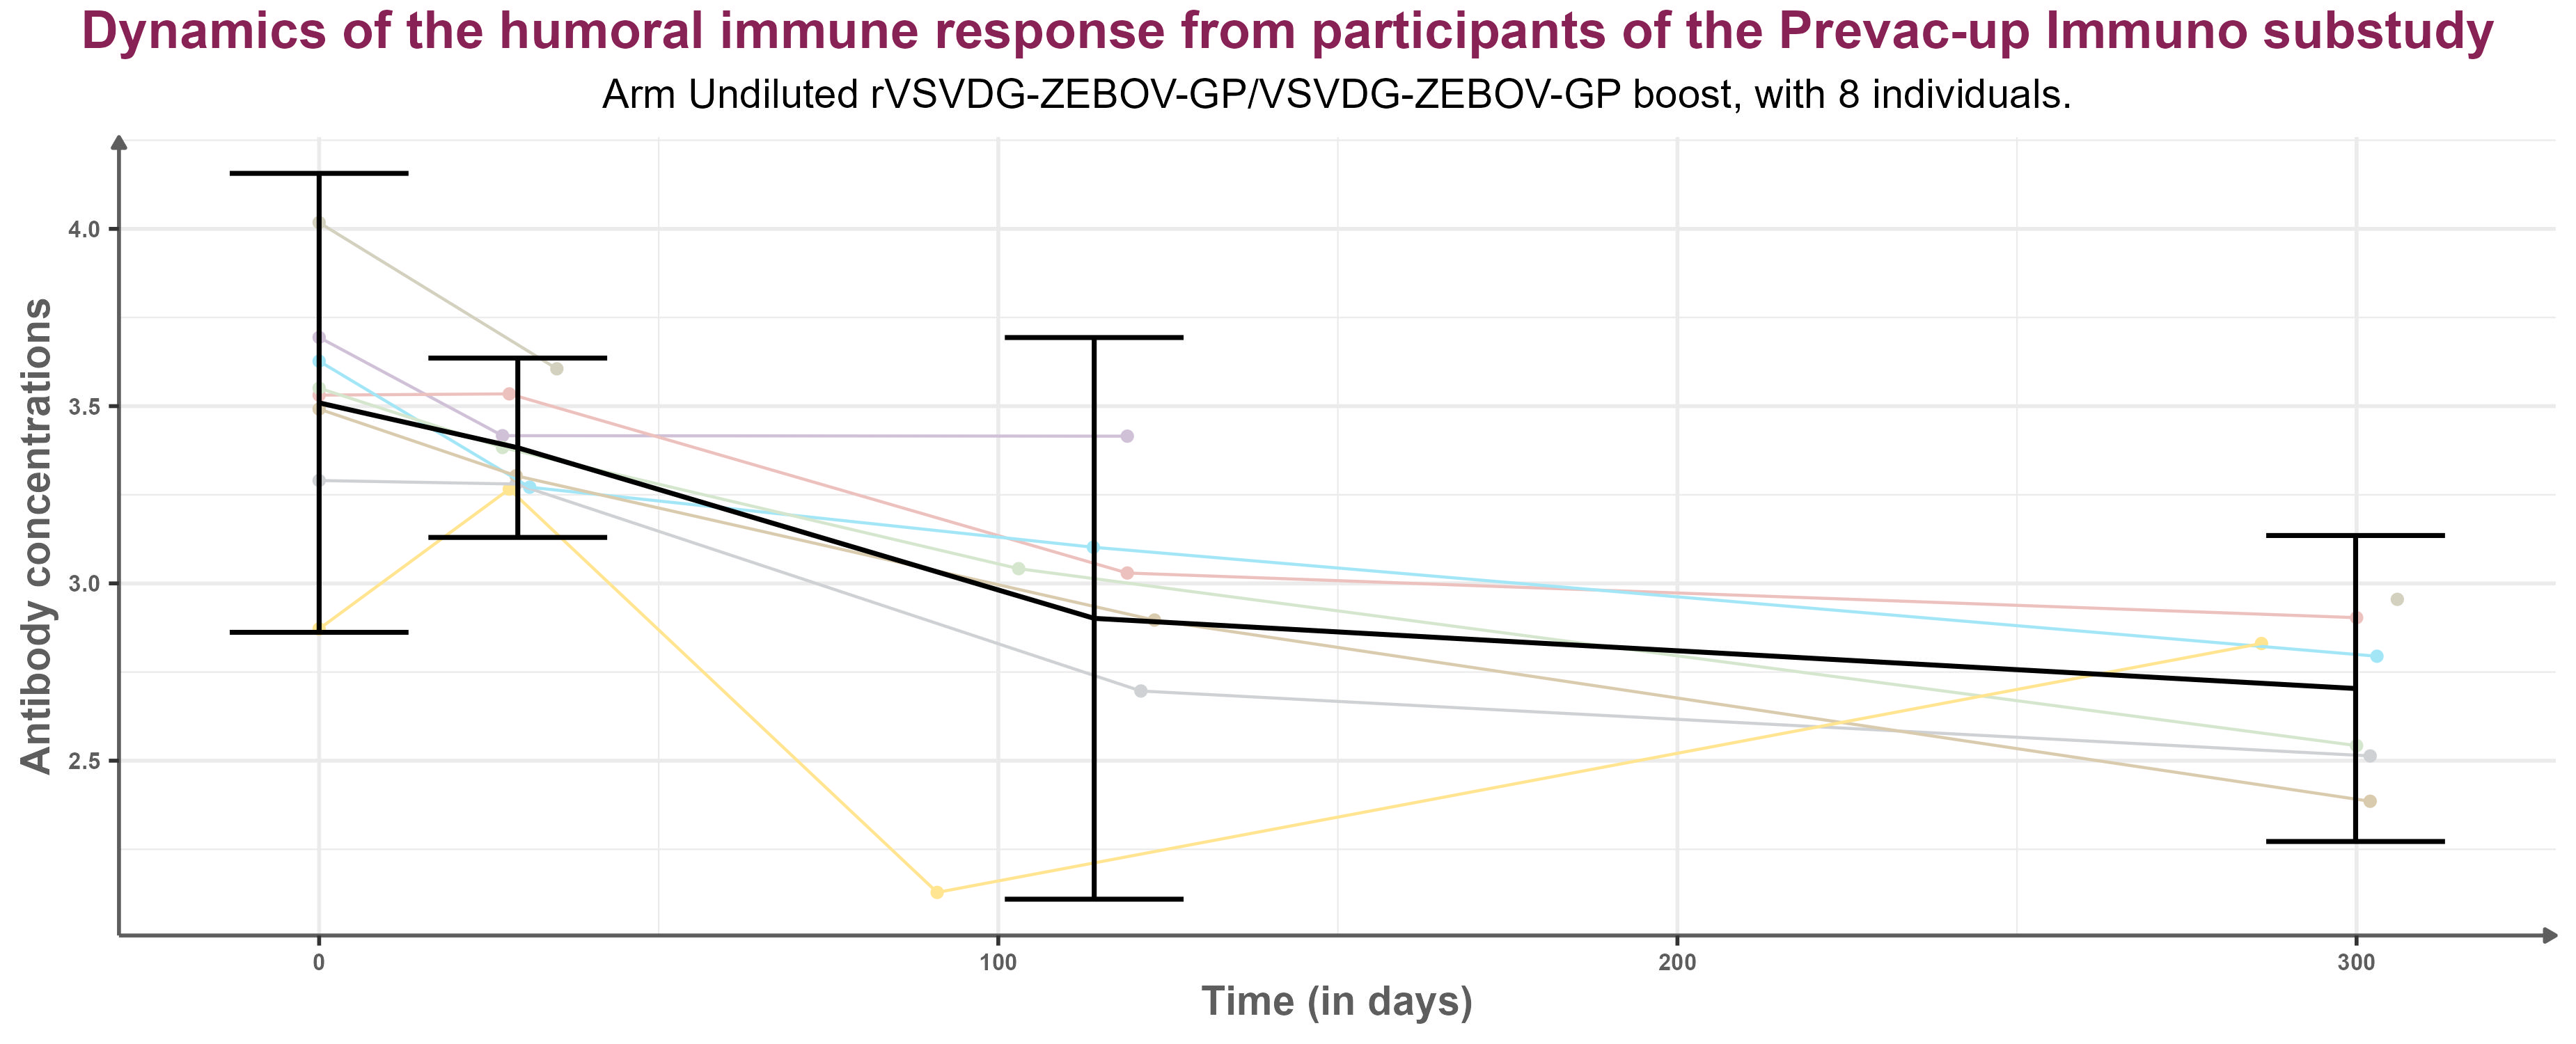 Dynamics of the humoral immune response from participants of the Prevac-up Immuno substudy
Arm Undiluted rVSVDG-ZEBOV-GP/VSVDG-ZEBOV-GP boost, with 8 individuals.
Antibody concentrations
4.0
3.5
3.0
2.5
0
100
200
300
Time (in days)